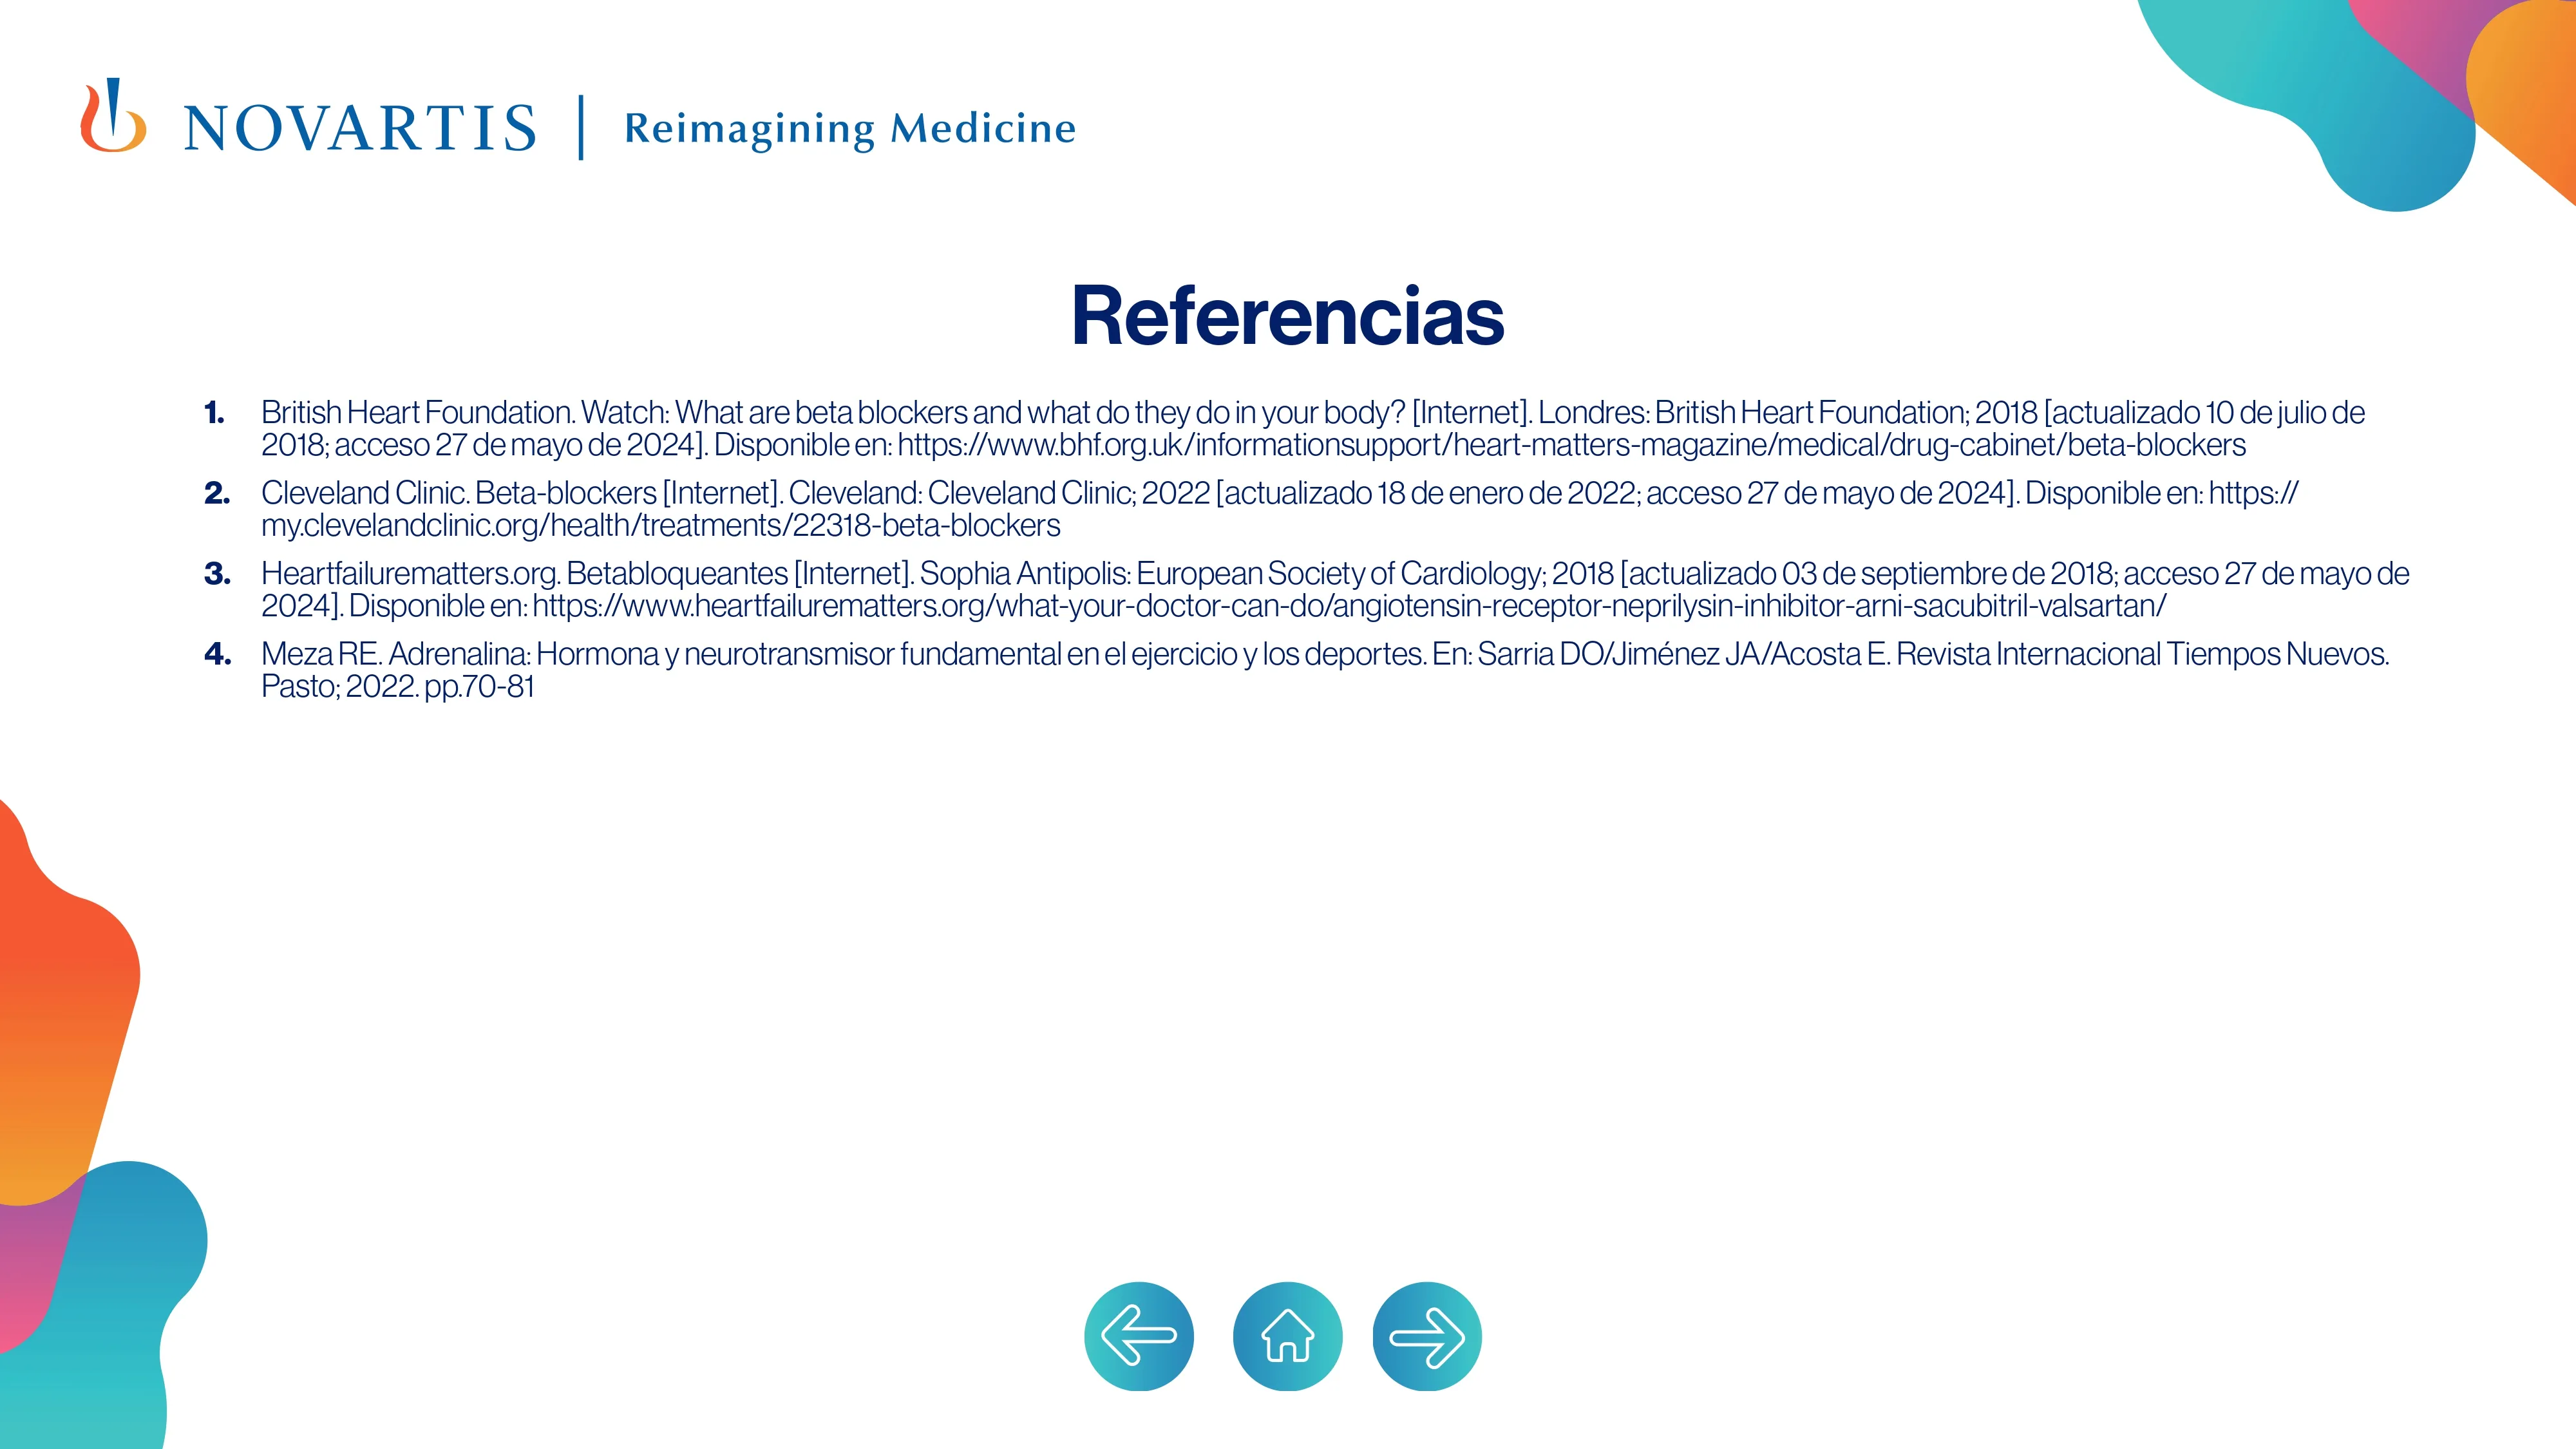 NOVARTIS | Reimagining Medicine
Referencias
1. British Heart Foundation. Watch: What are beta blockers and what do they do in your body? [Internet]. Londres: British Heart Foundation; 2018 [actualizado 10 de julio de
2018; acceso 27 de mayo de 2024]. Disponible en: https://www.bhf.org.uk/informationsupport/heart-matters-magazine/medical/drug-cabinet/beta-blockers
2. Cleveland Clinic. Beta-blockers [Internet]. Cleveland: Cleveland Clinic; 2022 [actualizado 18 de enero de 2022; acceso 27 de mayo de 2024]. Disponible en: https://
my.clevelandclinic.org/health/treatments/22318-beta-blockers
3. Heartfailurematters.org. Betabloqueantes [Internet]. Sophia Antipolis: European Society of Cardiology; 2018 [actualizado 03 de septiembre de 2018; acceso 27 de mayo de
2024]. Disponible en: https://www.heartfailurematters.org/what-your-doctor-can-do/angiotensin-receptor-neprilysin-inhibitor-arni-sacubitril-valsartan/
4. Meza RE. Adrenalina: Hormona y neurotransmisor fundamental en el ejercicio y los deportes. En: Sarria DO/Jiménez JA/Acosta E. Revista Internacional Tiempos Nuevos.
Pasto; 2022. pp.70-81